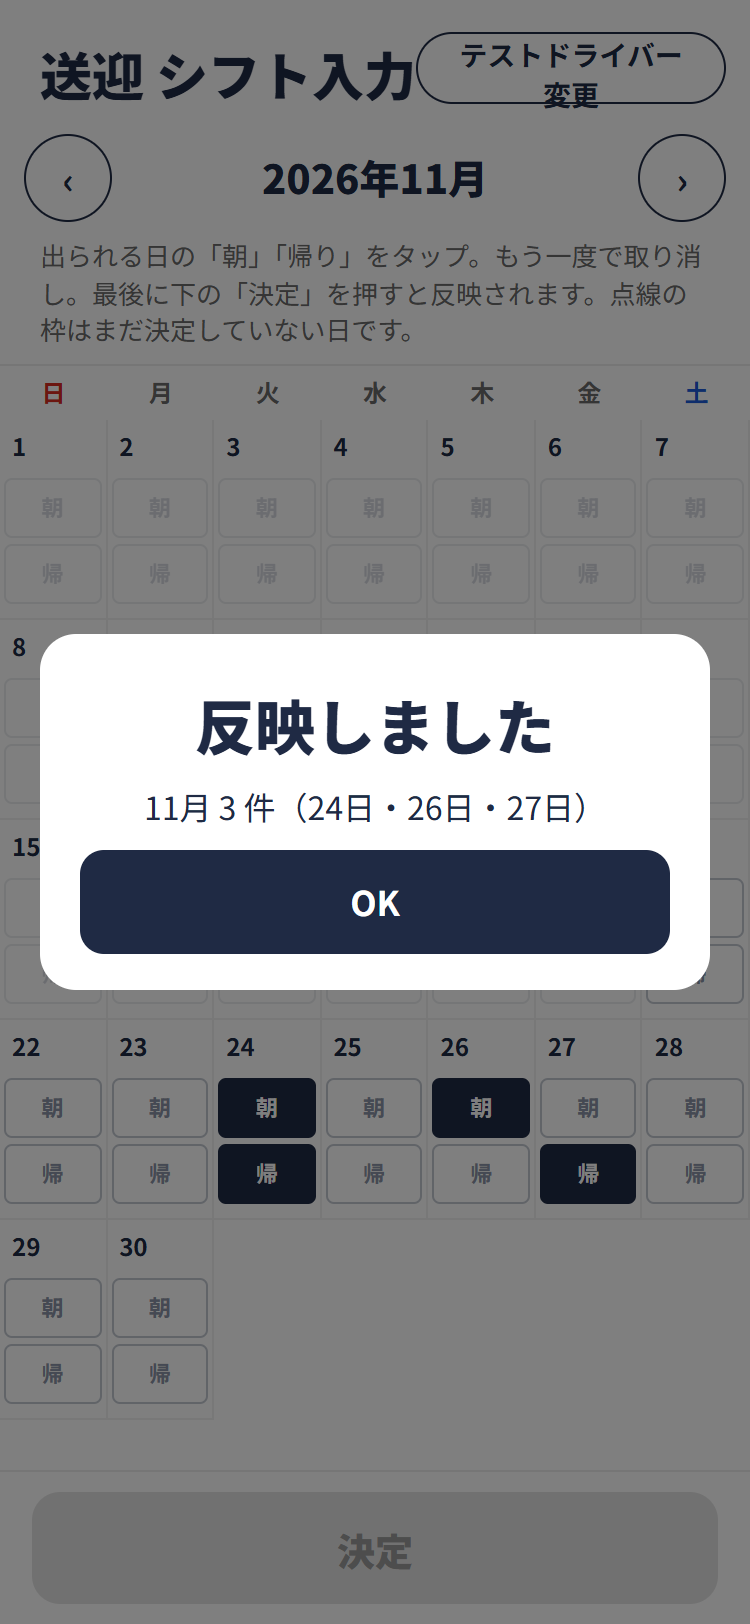 送迎 シフト入力
テストドライバー
変更
‹ 2026年11月 ›
出られる日の「朝」「帰り」をタップ。もう一度で取り消
し。最後に下の「決定」を押すと反映されます。点線の
枠はまだ決定していない日です。
日 月 火 水 木 金 土
1 2 3 4 5 6 7
朝 朝 朝 朝 朝 朝 朝
帰 帰 帰 帰 帰 帰 帰
8
反映しました
11月 3 件（24日・26日・27日）
15
OK
22 23 24 25 26 27 28
朝 朝 朝 朝 朝 朝 朝
帰 帰 帰 帰 帰 帰 帰
29 30
朝 朝
帰 帰
決定